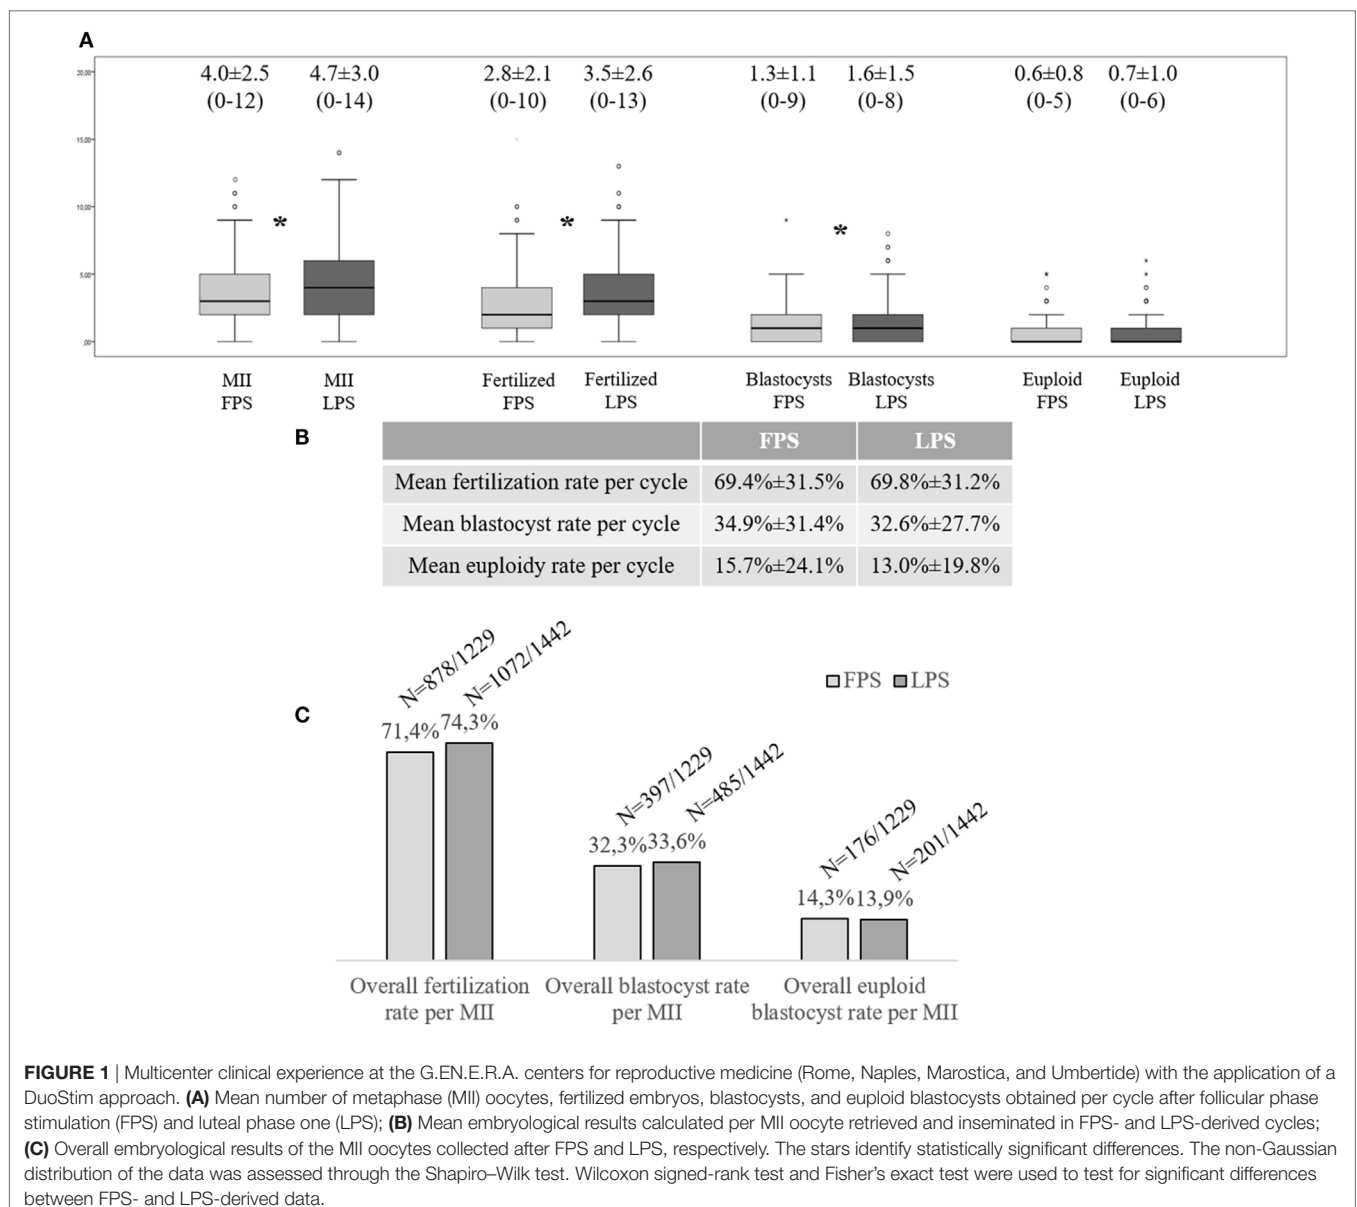 A
4.0±2.5 4.7±3.0 2.8±2.1 3.5±2.6 1.3±1.1 1.6±1.5 0.6±0.8 0.7±1.0
(0-12) (0-14) (0-10) (0-13) (0-9) (0-8) (0-5) (0-6)
20,00
15,00
10,00
* * *
5,00
,00
MII MII Fertilized Fertilized Blastocysts Blastocysts Euploid Euploid
FPS LPS FPS LPS FPS LPS FPS LPS
B
FPS LPS
Mean fertilization rate per cycle 69.4%±31.5% 69.8%±31.2%
Mean blastocyst rate per cycle 34.9%±31.4% 32.6%±27.7%
Mean euploidy rate per cycle 15.7%±24.1% 13.0%±19.8%
C
FPS LPS
N=878/1229 N=1072/1442
71,4% 74,3%
N=397/1229 N=485/1442
32,3% 33,6%
N=176/1229 N=201/1442
14,3% 13,9%
Overall fertilization Overall blastocyst rate Overall euploid
rate per MII per MII blastocyst rate per MII
FIGURE 1 | Multicenter clinical experience at the G.EN.E.R.A. centers for reproductive medicine (Rome, Naples, Marostica, and Umbertide) with the application of a
DuoStim approach. (A) Mean number of metaphase (MII) oocytes, fertilized embryos, blastocysts, and euploid blastocysts obtained per cycle after follicular phase
stimulation (FPS) and luteal phase one (LPS); (B) Mean embryological results calculated per MII oocyte retrieved and inseminated in FPS- and LPS-derived cycles;
(C) Overall embryological results of the MII oocytes collected after FPS and LPS, respectively. The stars identify statistically significant differences. The non-Gaussian
distribution of the data was assessed through the Shapiro–Wilk test. Wilcoxon signed-rank test and Fisher's exact test were used to test for significant differences
between FPS- and LPS-derived data.